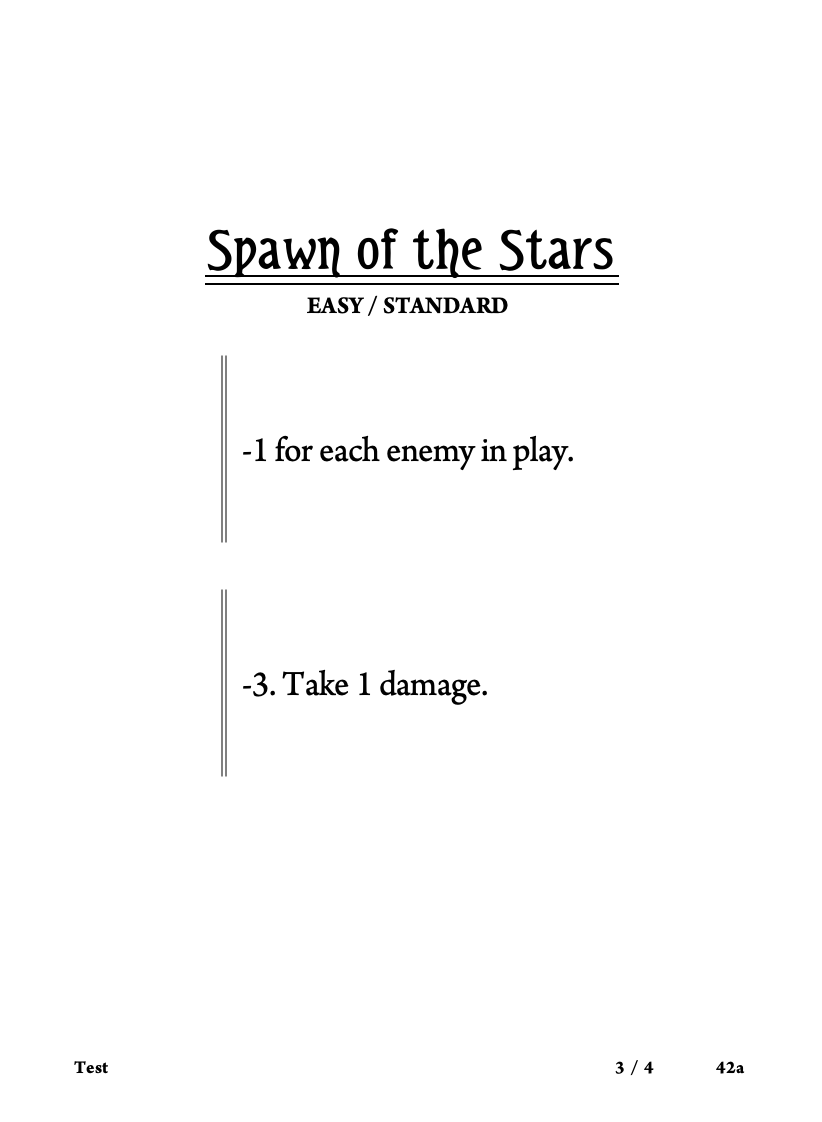 Spawn of the Stars
EASY / STANDARD
-1 for each enemy in play.
-3. Take 1 damage.
Test 3 / 4 42a